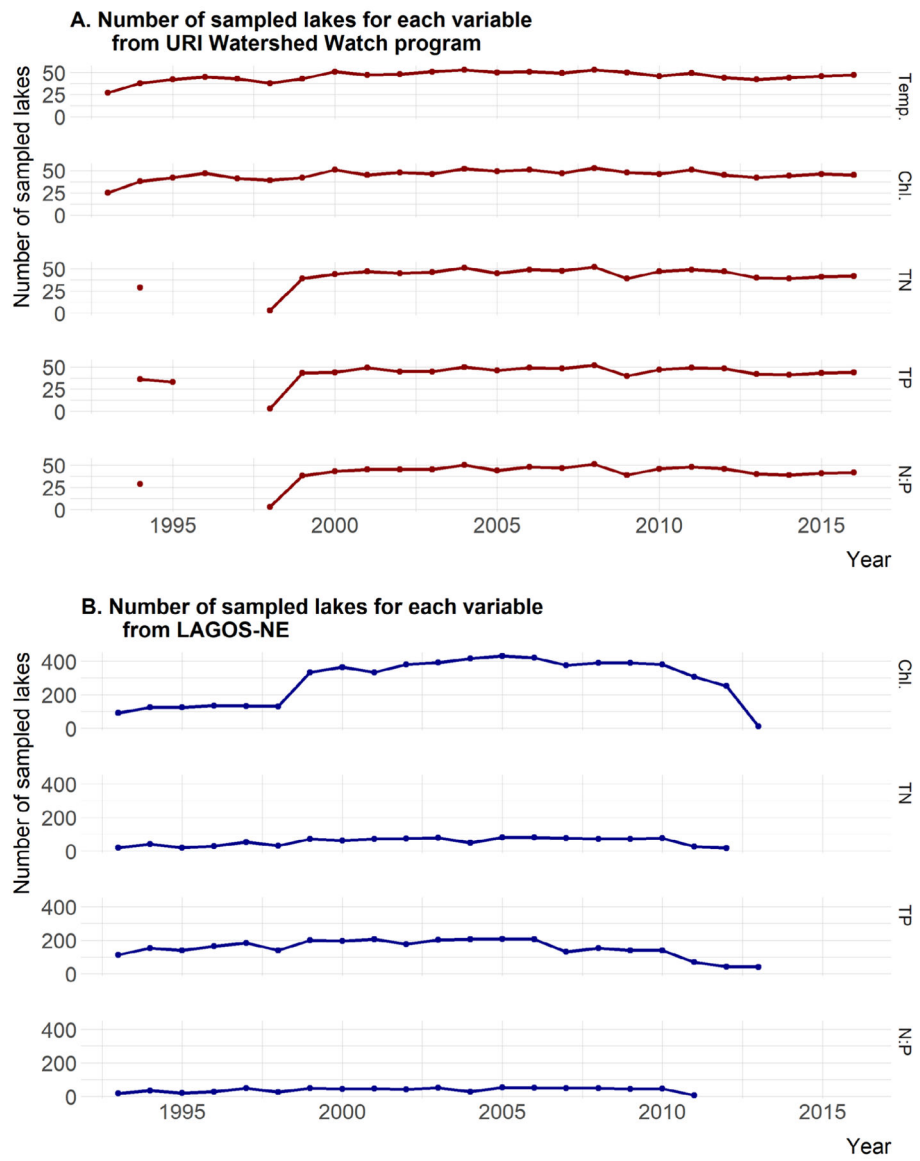 A. Number of sampled lakes for each variable
from URI Watershed Watch program
Number of sampled lakes
50
25
0
Temp.
50
25
0
Chl.
50
25
0
TN
50
25
0
TP
50
25
0
N:P
1995 2000 2005 2010 2015
Year
B. Number of sampled lakes for each variable
from LAGOS-NE
Number of sampled lakes
400
200
0
Chl.
400
200
0
TN
400
200
0
TP
400
200
0
N:P
1995 2000 2005 2010 2015
Year